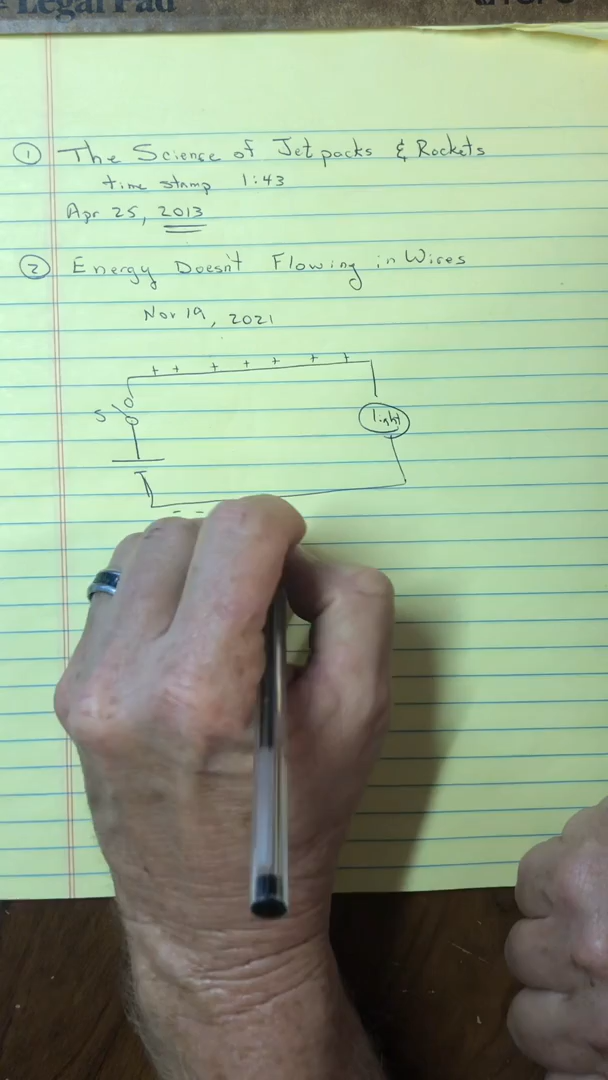 Legal Pad
① The Science of Jetpacks & Rockets
time stamp 1:43
Apr 25, 2013
② Energy Doesn't Flowing in Wires
Nov 19, 2021
+ + + + + + +
S
light
- -